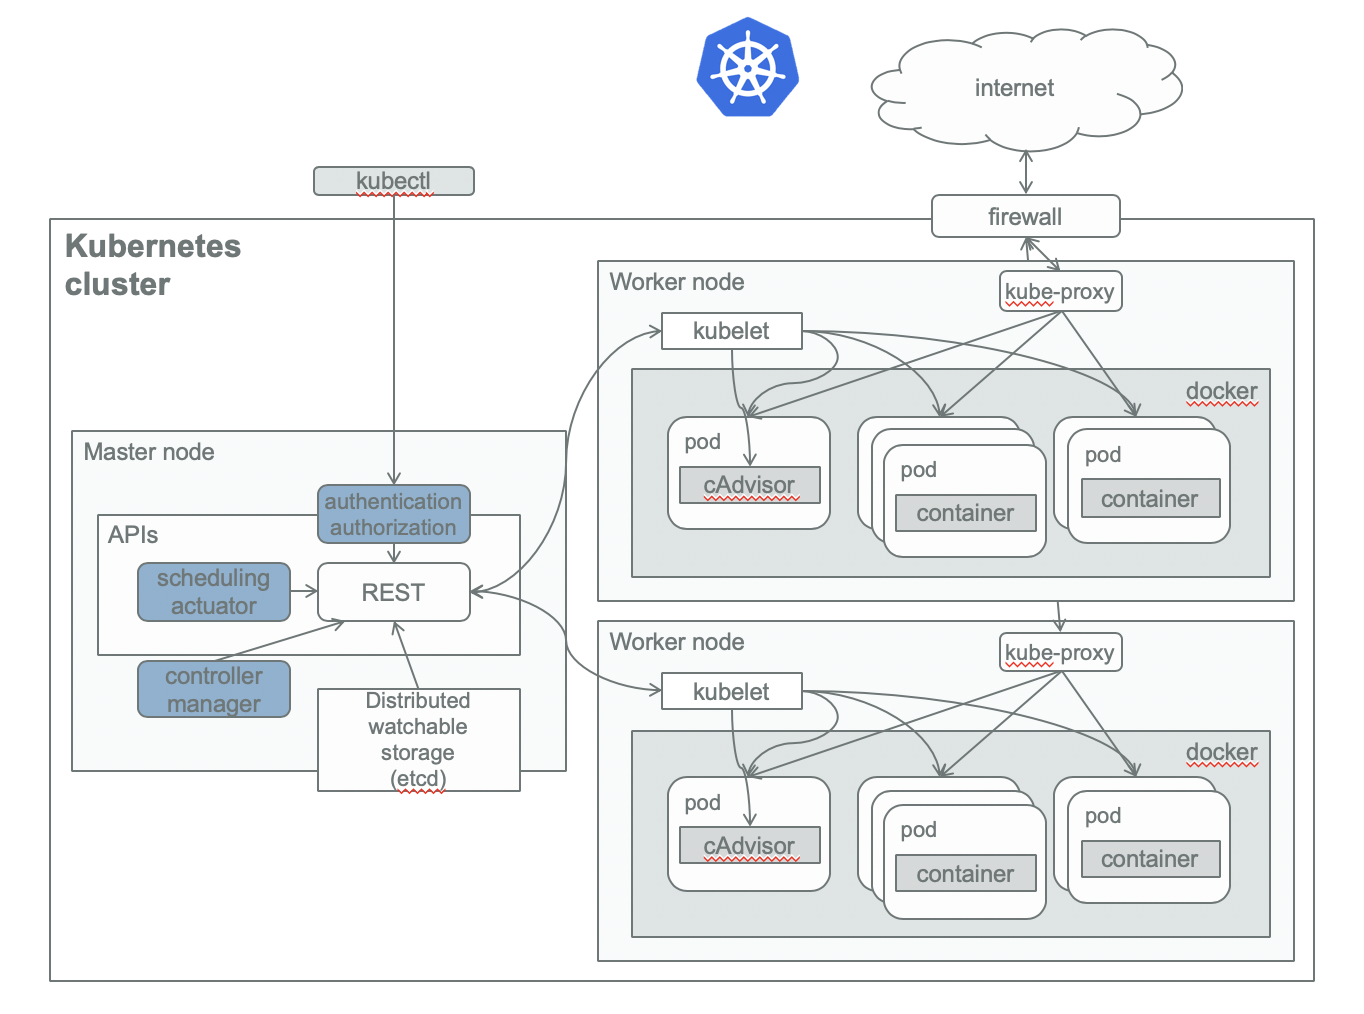 internet
kubectl
firewall
Kubernetes
cluster
Worker node
kube-proxy
kubelet
docker
pod
cAdvisor
pod
container
pod
container
Master node
authentication
authorization
APIs
scheduling
actuator
REST
controller
manager
Distributed
watchable
storage
(etcd)
Worker node
kube-proxy
kubelet
docker
pod
cAdvisor
pod
container
pod
container